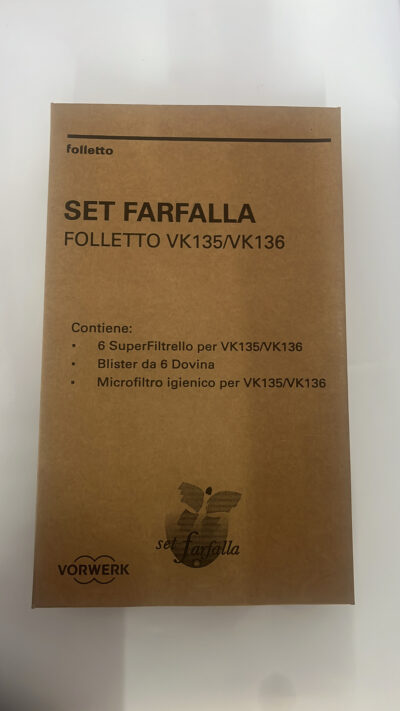 folletto
SET FARFALLA
FOLLETTO VK135/VK136
Contiene:
• 6 SuperFiltrello per VK135/VK136
• Blister da 6 Dovina
• Microfiltro igienico per VK135/VK136
set farfalla
VORWERK